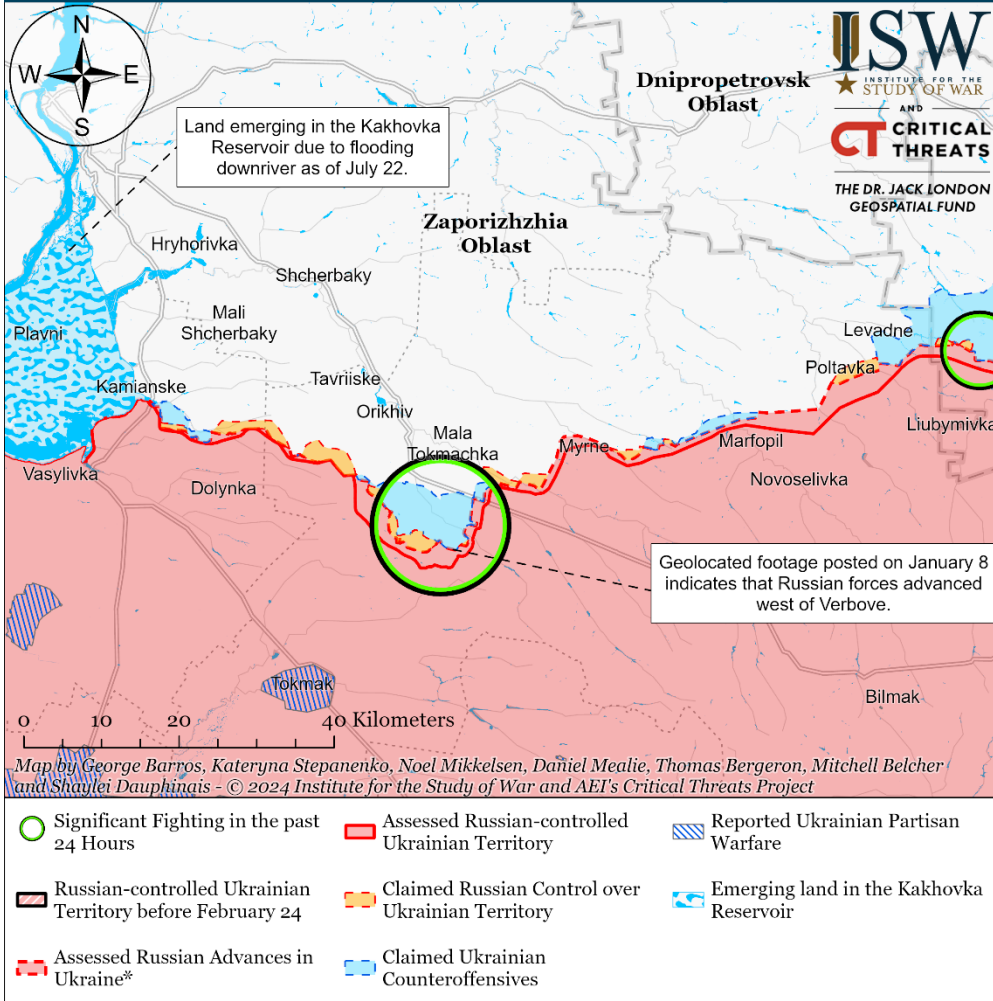 N
W
E
S
ISW
INSTITUTE FOR THE
STUDY OF WAR
AND
CT CRITICAL
THREATS
THE DR. JACK LONDON
GEOSPATIAL FUND
Dnipropetrovsk
Oblast
Land emerging in the Kakhovka
Reservoir due to flooding
downriver as of July 22.
Zaporizhzhia
Oblast
Hryhorivka
Shcherbaky
Mali
Shcherbaky
Plavni
Levadne
Poltavka
Kamianske
Tavriiske
Orikhiv
Mala
Tokmachka
Myrne
Marfopil
Liubymivka
Vasylivka
Dolynka
Novoselivka
Geolocated footage posted on January 8
indicates that Russian forces advanced
west of Verbove.
Tokmak
Bilmak
0 10 20 40 Kilometers
Map by George Barros, Kateryna Stepanenko, Noel Mikkelsen, Daniel Mealie, Thomas Bergeron, Mitchell Belcher
and Shaylei Dauphinais - © 2024 Institute for the Study of War and AEI's Critical Threats Project
Significant Fighting in the past
24 Hours
Assessed Russian-controlled
Ukrainian Territory
Reported Ukrainian Partisan
Warfare
Russian-controlled Ukrainian
Territory before February 24
Claimed Russian Control over
Ukrainian Territory
Emerging land in the Kakhovka
Reservoir
Assessed Russian Advances in
Ukraine*
Claimed Ukrainian
Counteroffensives